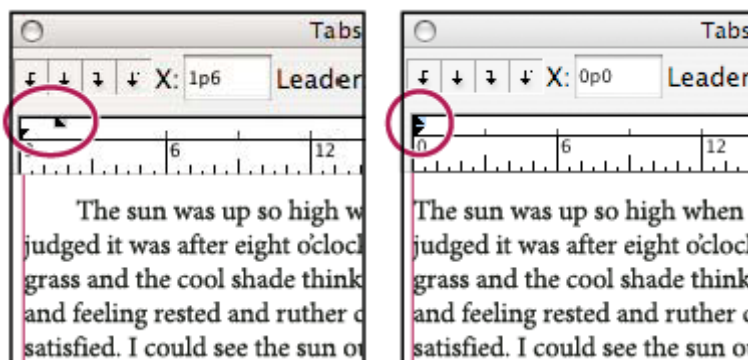 Tabs
X: 1p6 Leader
0 6 12
The sun was up so high w
judged it was after eight o'cloc
grass and the cool shade think
and feeling rested and ruther
satisfied. I could see the sun o
Tabs
X: 0p0 Leader
0 6 12
The sun was up so high when
judged it was after eight o'cloc
grass and the cool shade think
and feeling rested and ruther
satisfied. I could see the sun o